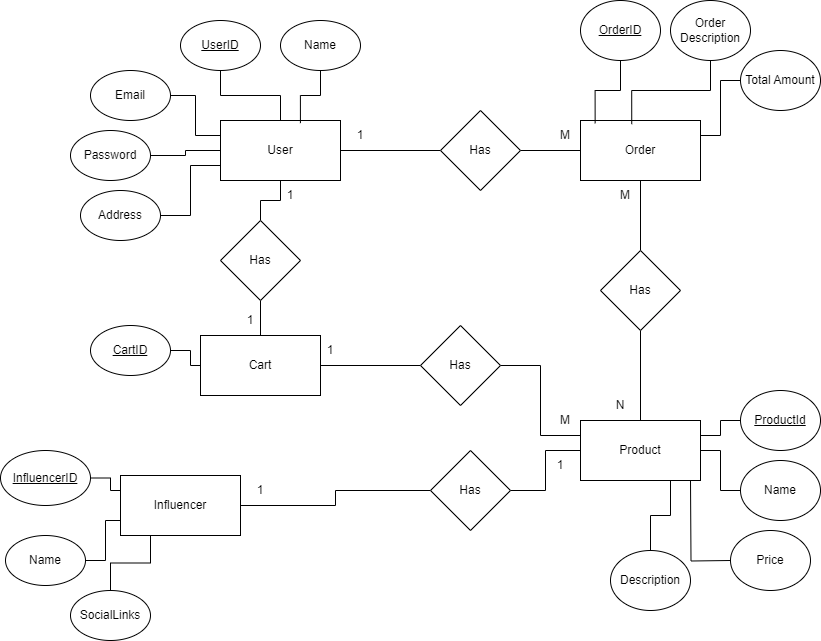 OrderID
Order
Description
UserID
Name
Total Amount
Email
1
M
Password
User
Has
Order
1
M
Address
Has
Has
1
CartID
1
Cart
Has
N
M
ProductId
Product
1
InfluencerID
1
Has
Name
Influencer
Name
Price
Description
SocialLinks